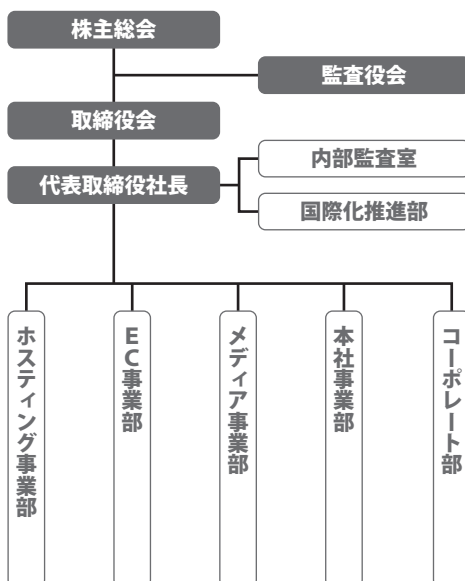 株主総会
監査役会
取締役会
代表取締役社長
内部監査室
国際化推進部
ホスティング事業部
EC事業部
メディア事業部
本社事業部
コーポレート部